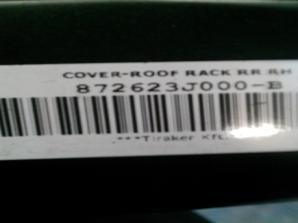 COVER-ROOF RACK RR.RH
872623J000-B
***Tiraker Kft.